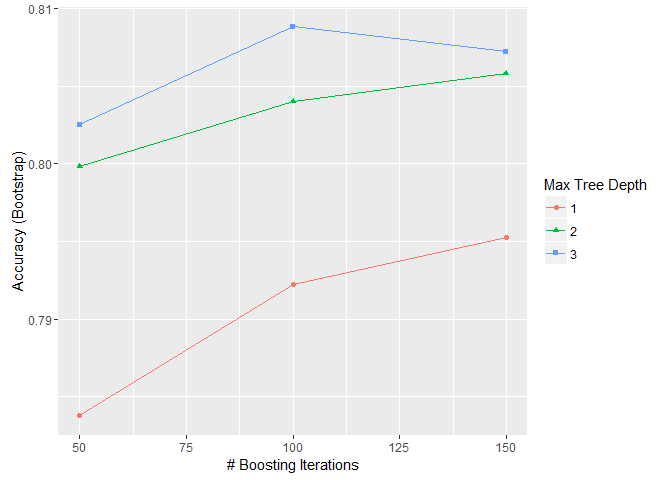 0.81
0.80
0.79
Accuracy (Bootstrap)
50 75 100 125 150
# Boosting Iterations
Max Tree Depth
1
2
3